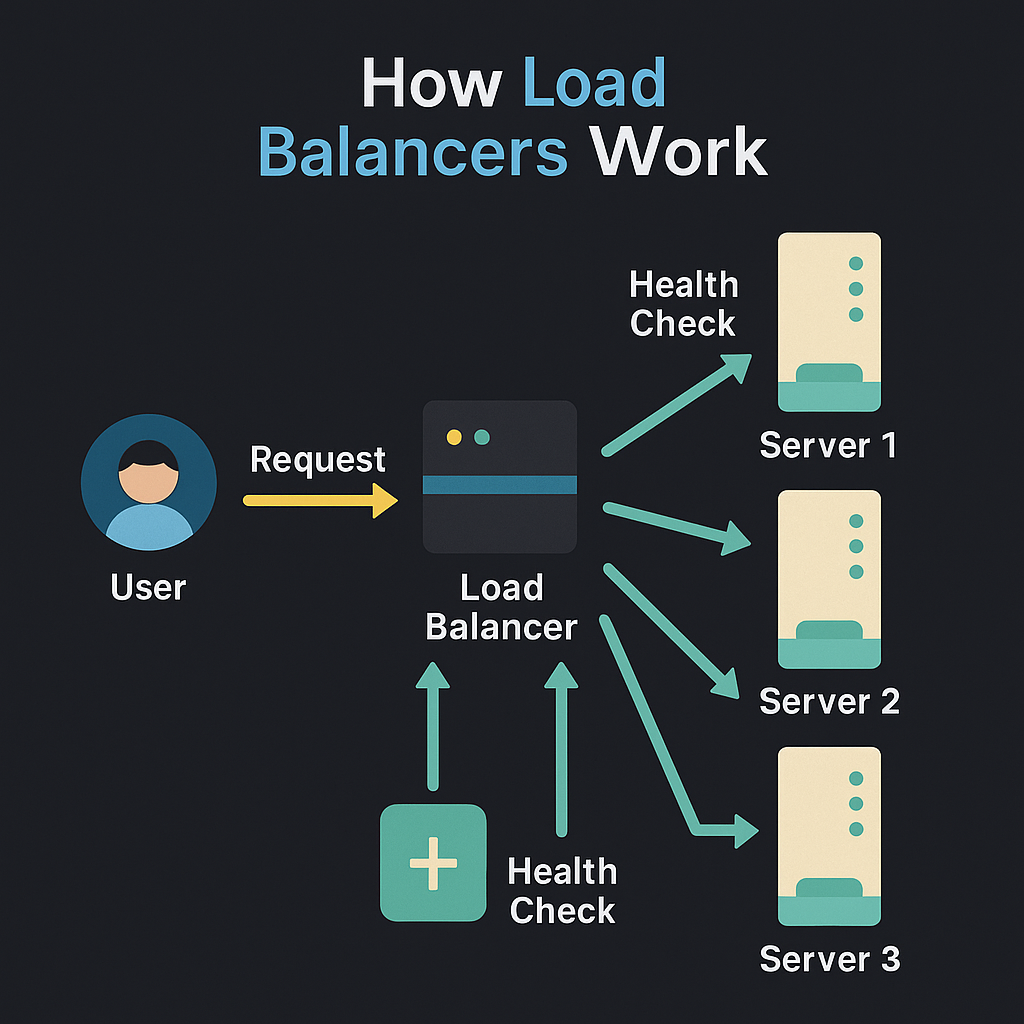 How Load
Balancers Work
Health
Check
Server 1
Request
User
Load
Balancer
Server 2
Health
Check
Server 3